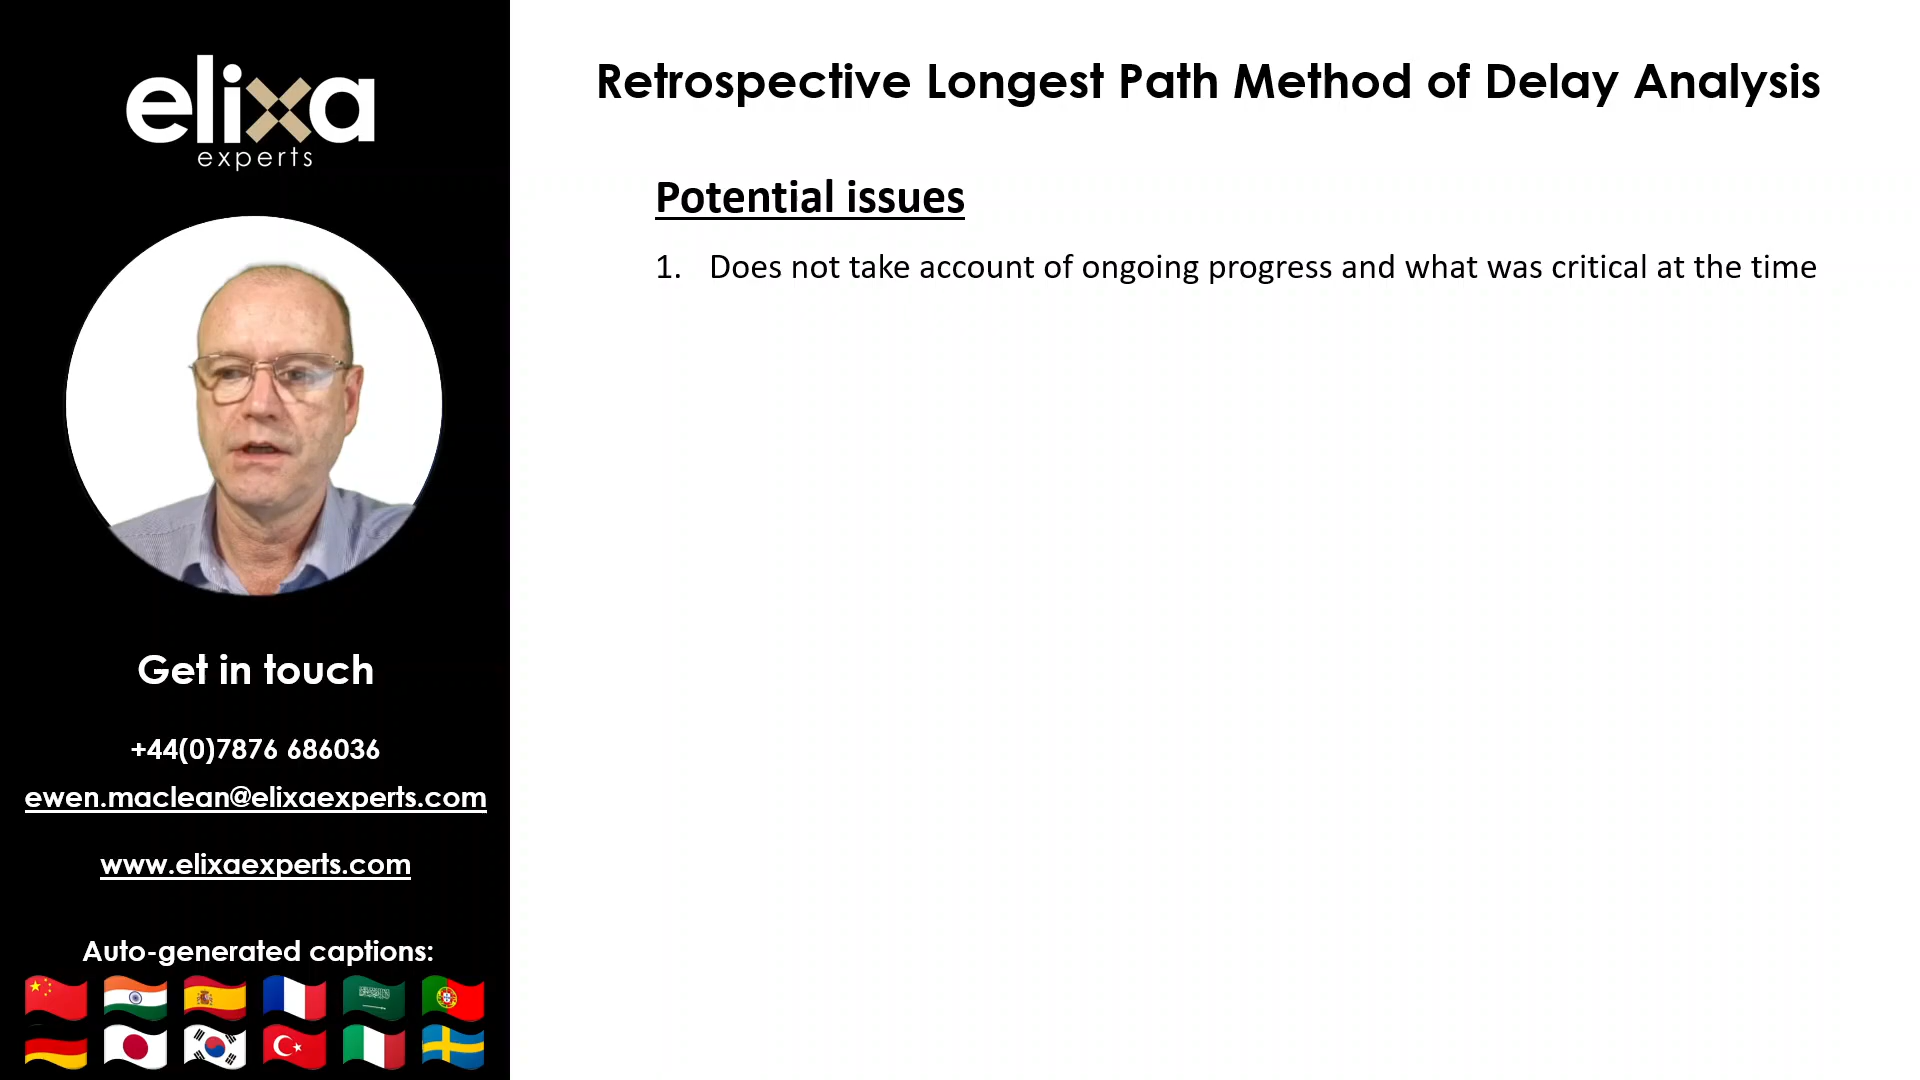 elixa
experts
Get in touch
+44(0)7876 686036
ewen.maclean@elixaexperts.com
www.elixaexperts.com
Auto-generated captions:
Retrospective Longest Path Method of Delay Analysis
Potential issues
1. Does not take account of ongoing progress and what was critical at the time